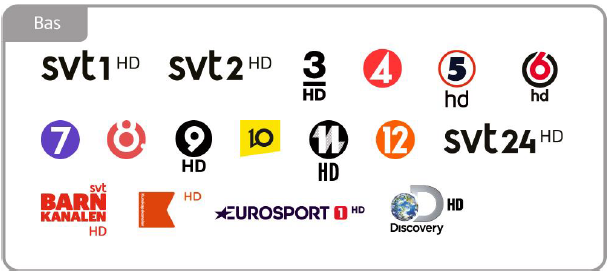 Bas
svt1 HD
svt2 HD
3 HD
4
5 hd
6 hd
7
8
9 HD
10
11 HD
12
svt24 HD
svt
BARN
KANALEN
HD
HD
EUROSPORT 1 HD
Discovery HD